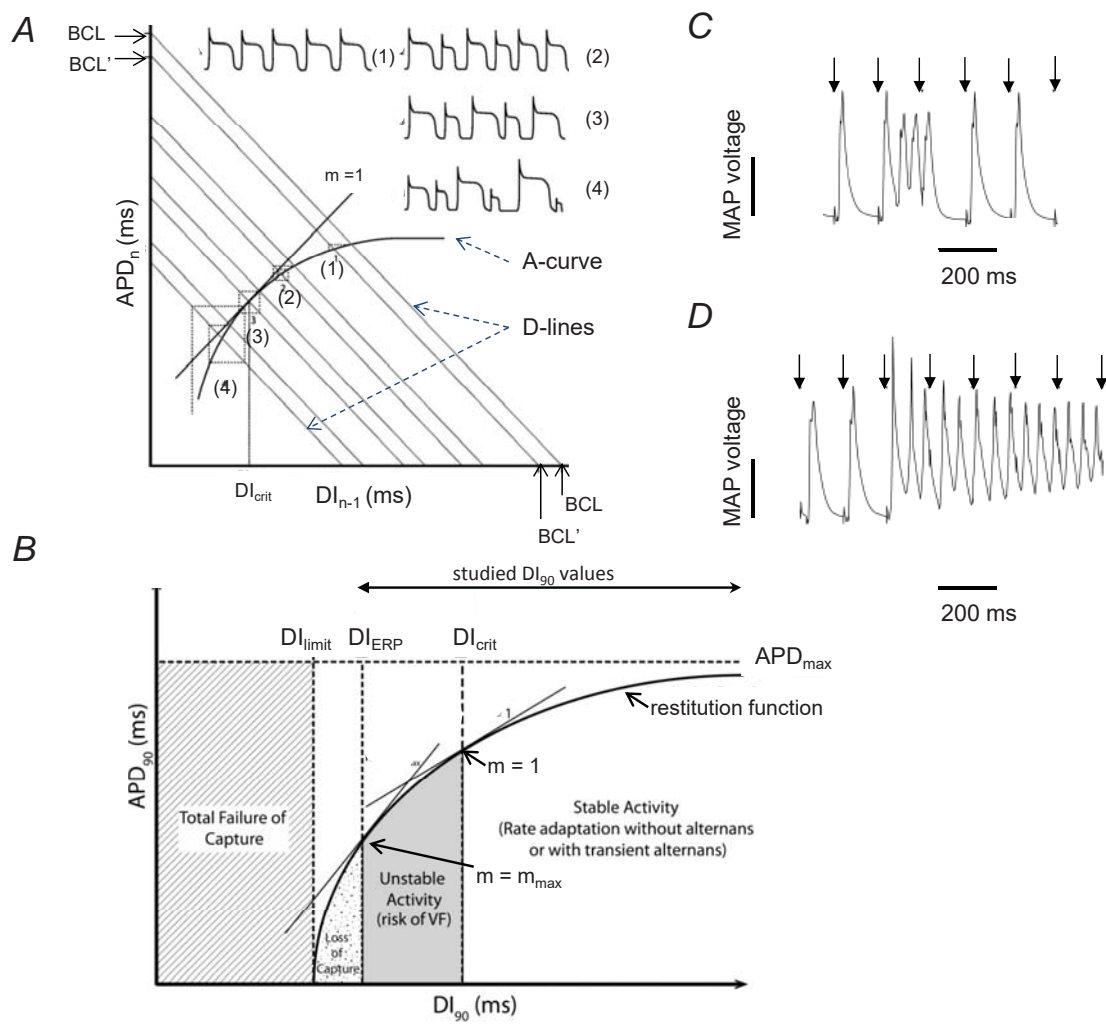 A
BCL
BCL'
(1)
(2)
(3)
(4)
m =1
APDn (ms)
A-curve
D-lines
(1)
(2)
(3)
(4)
DIcrit
DIn-1 (ms)
BCL
BCL'
C
MAP voltage
200 ms
D
MAP voltage
200 ms
B
studied DI90 values
DIlimit
DIERP
DIcrit
APDmax
restitution function
1
m = 1
m = mmax
APD90 (ms)
Total Failure of
Capture
Loss
of
Capture
Unstable
Activity
(risk of VF)
Stable Activity
(Rate adaptation without alternans
or with transient alternans)
DI90 (ms)